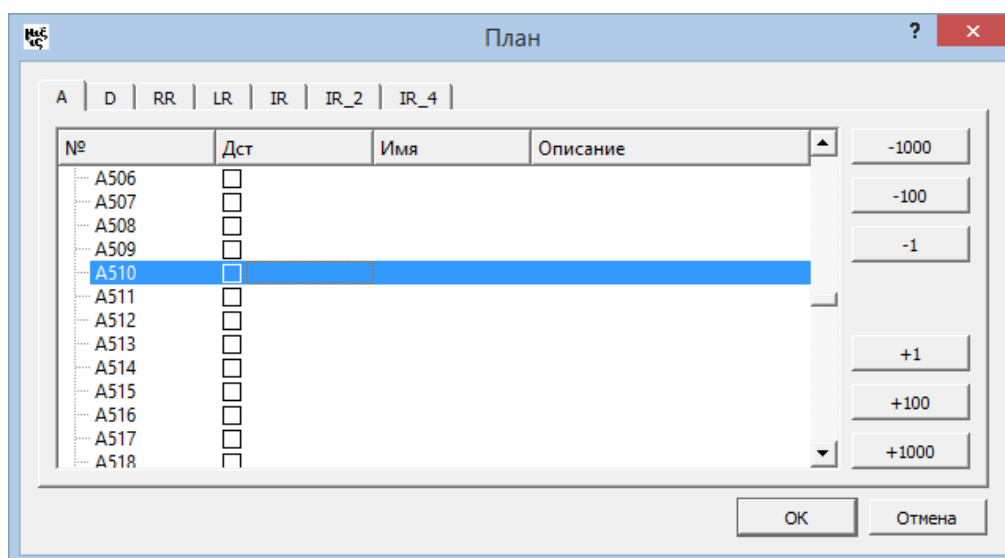 План
?
A D RR LR IR IR_2 IR_4
№ Дст Имя Описание
A506
A507
A508
A509
A510
A511
A512
A513
A514
A515
A516
A517
A518
-1000
-100
-1
+1
+100
+1000
OK Отмена